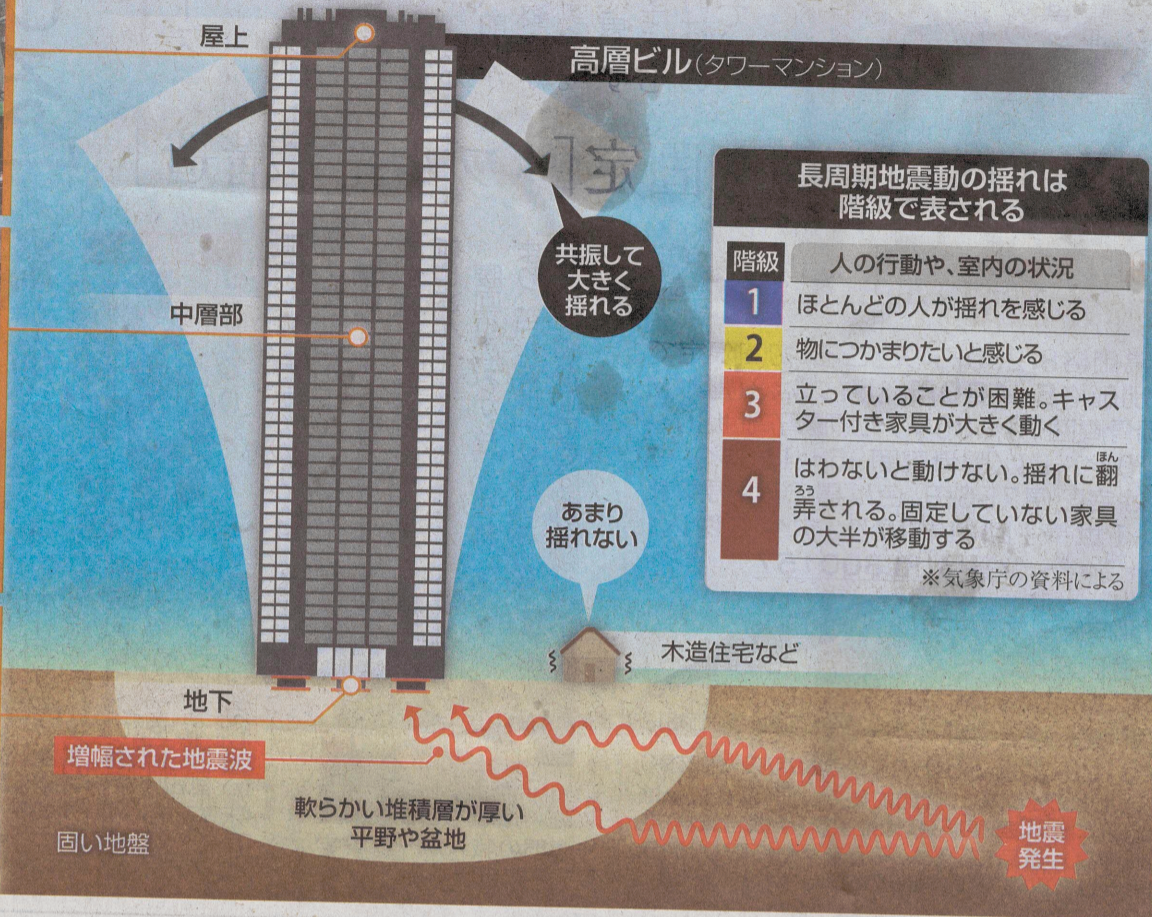 屋上
高層ビル(タワーマンション)
中層部
共振して
大きく
揺れる
長周期地震動の揺れは
階級で表される
階級
人の行動や、室内の状況
1
ほとんどの人が揺れを感じる
2
物につかまりたいと感じる
3
立っていることが困難。キャス
ター付き家具が大きく動く
4
はわないと動けない。揺れに翻
ほん
ろう
弄される。固定していない家具
の大半が移動する
※気象庁の資料による
あまり
揺れない
木造住宅など
地下
増幅された地震波
軟らかい堆積層が厚い
平野や盆地
固い地盤
地震
発生